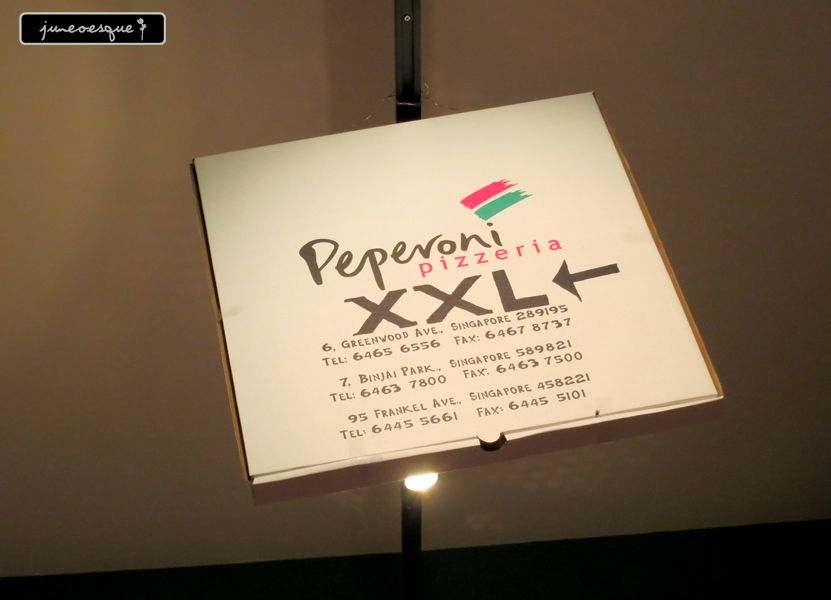 juneoesque
Peperoni
pizzeria
XXL
6, GREENWOOD AVE., SINGAPORE 289195
TEL: 6465 6556 FAX: 6467 8737
7, BINJAI PARK., SINGAPORE 589821
TEL: 6463 7800 FAX: 6463 7500
95 FRANKEL AVE., SINGAPORE 458221
TEL: 6445 5661 FAX: 6445 5101